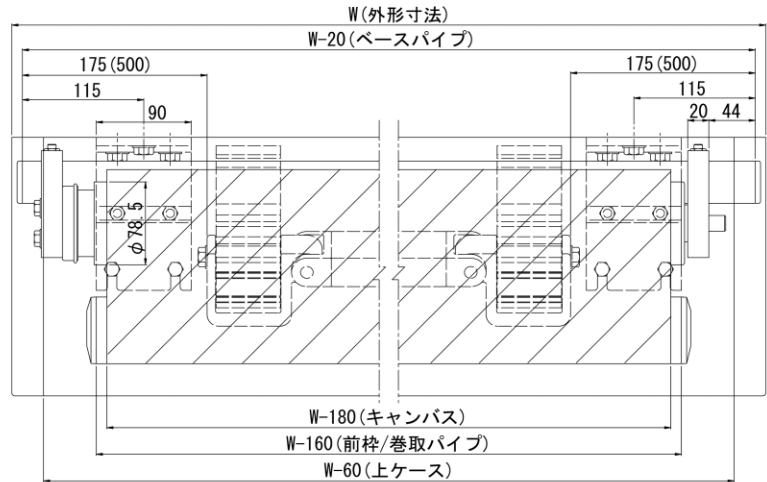 W(外形寸法)
W-20(ベースパイプ)
175(500)
175(500)
115
115
90
20
44
φ78.5
W-180(キャンバス)
W-160(前枠/巻取パイプ)
W-60(上ケース)